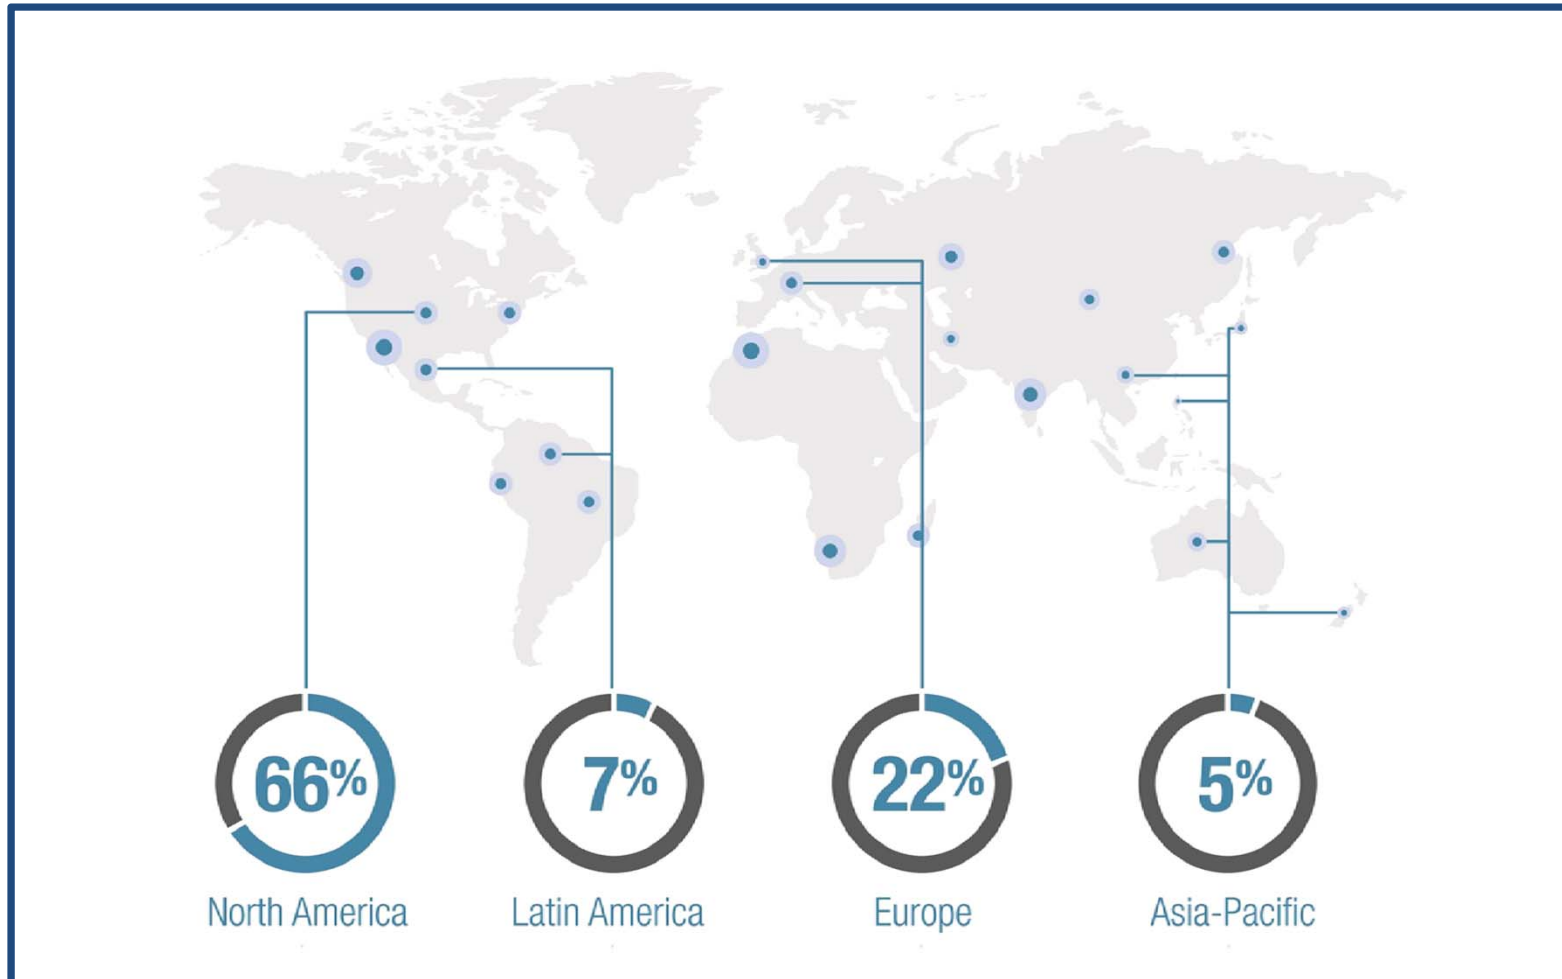 66%
7%
22%
5%
North America
Latin America
Europe
Asia-Pacific